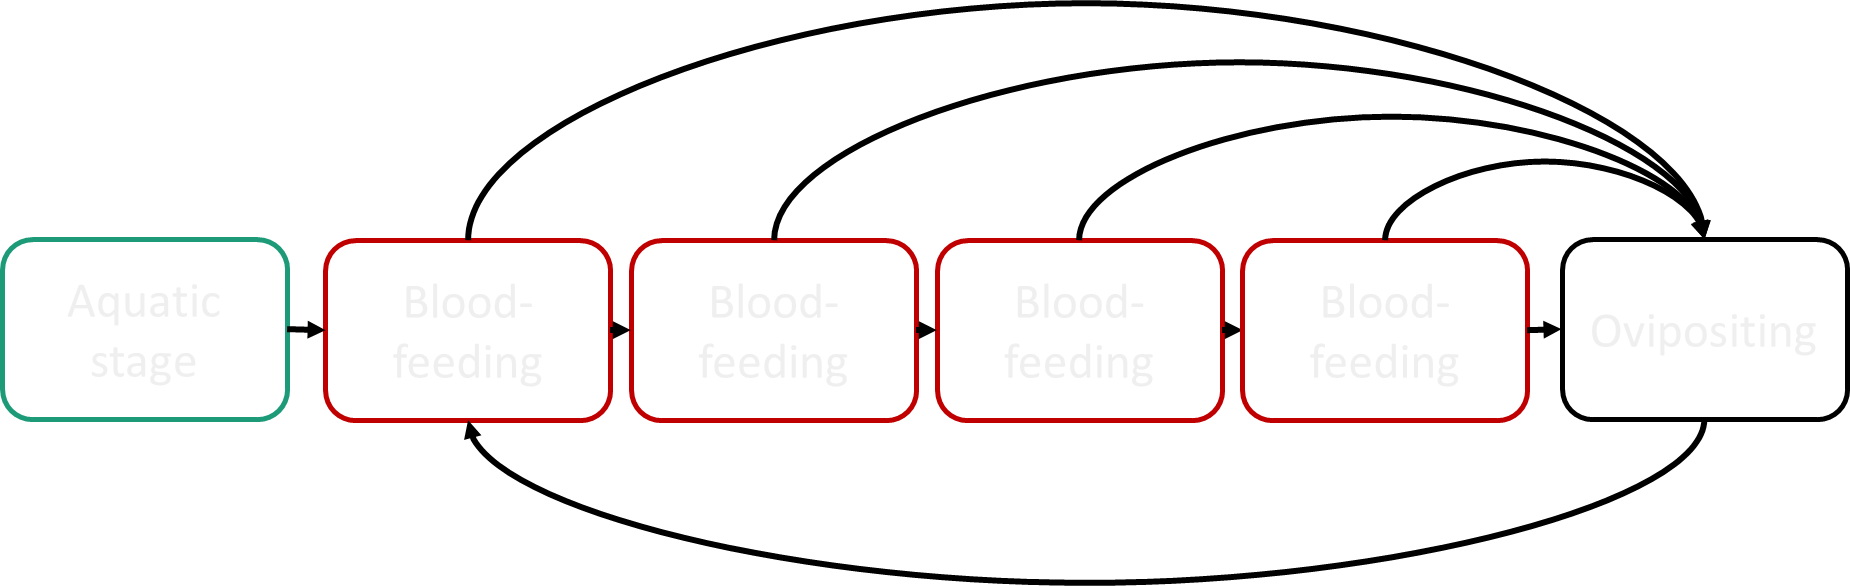 Aquatic
stage
Blood-
feeding
Blood-
feeding
Blood-
feeding
Blood-
feeding
Ovipositing